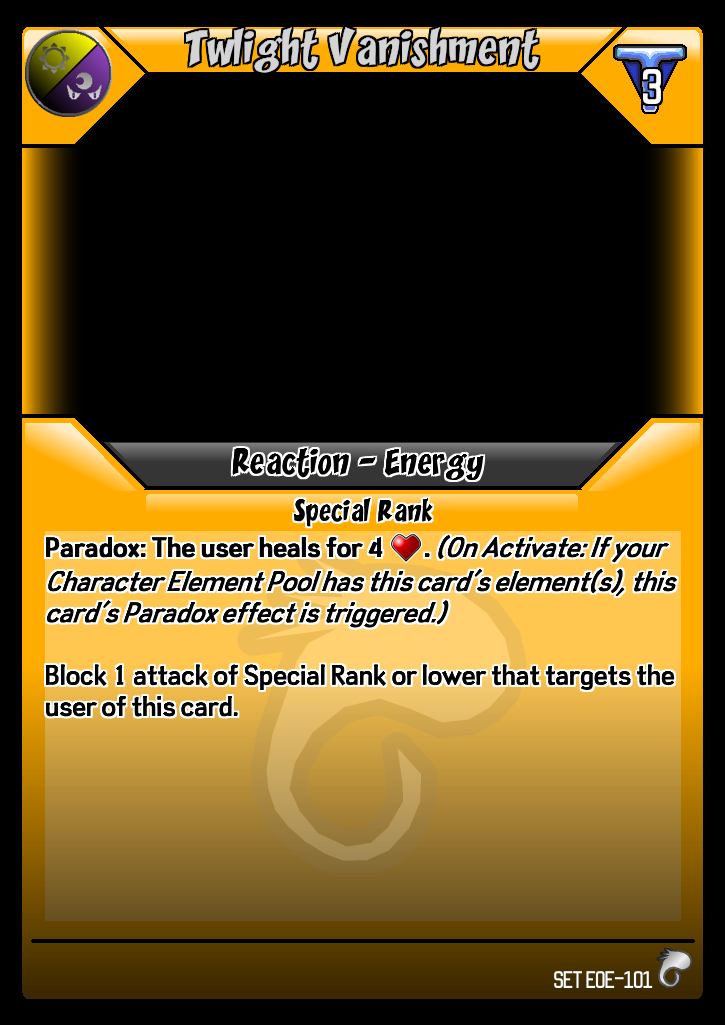 Twlight Vanishment
3
Reaction - Energy
Special Rank
Paradox: The user heals for 4 . (On Activate: If your
Character Element Pool has this card's element(s), this
card's Paradox effect is triggered.)
Block 1 attack of Special Rank or lower that targets the
user of this card.
SET EOE-101